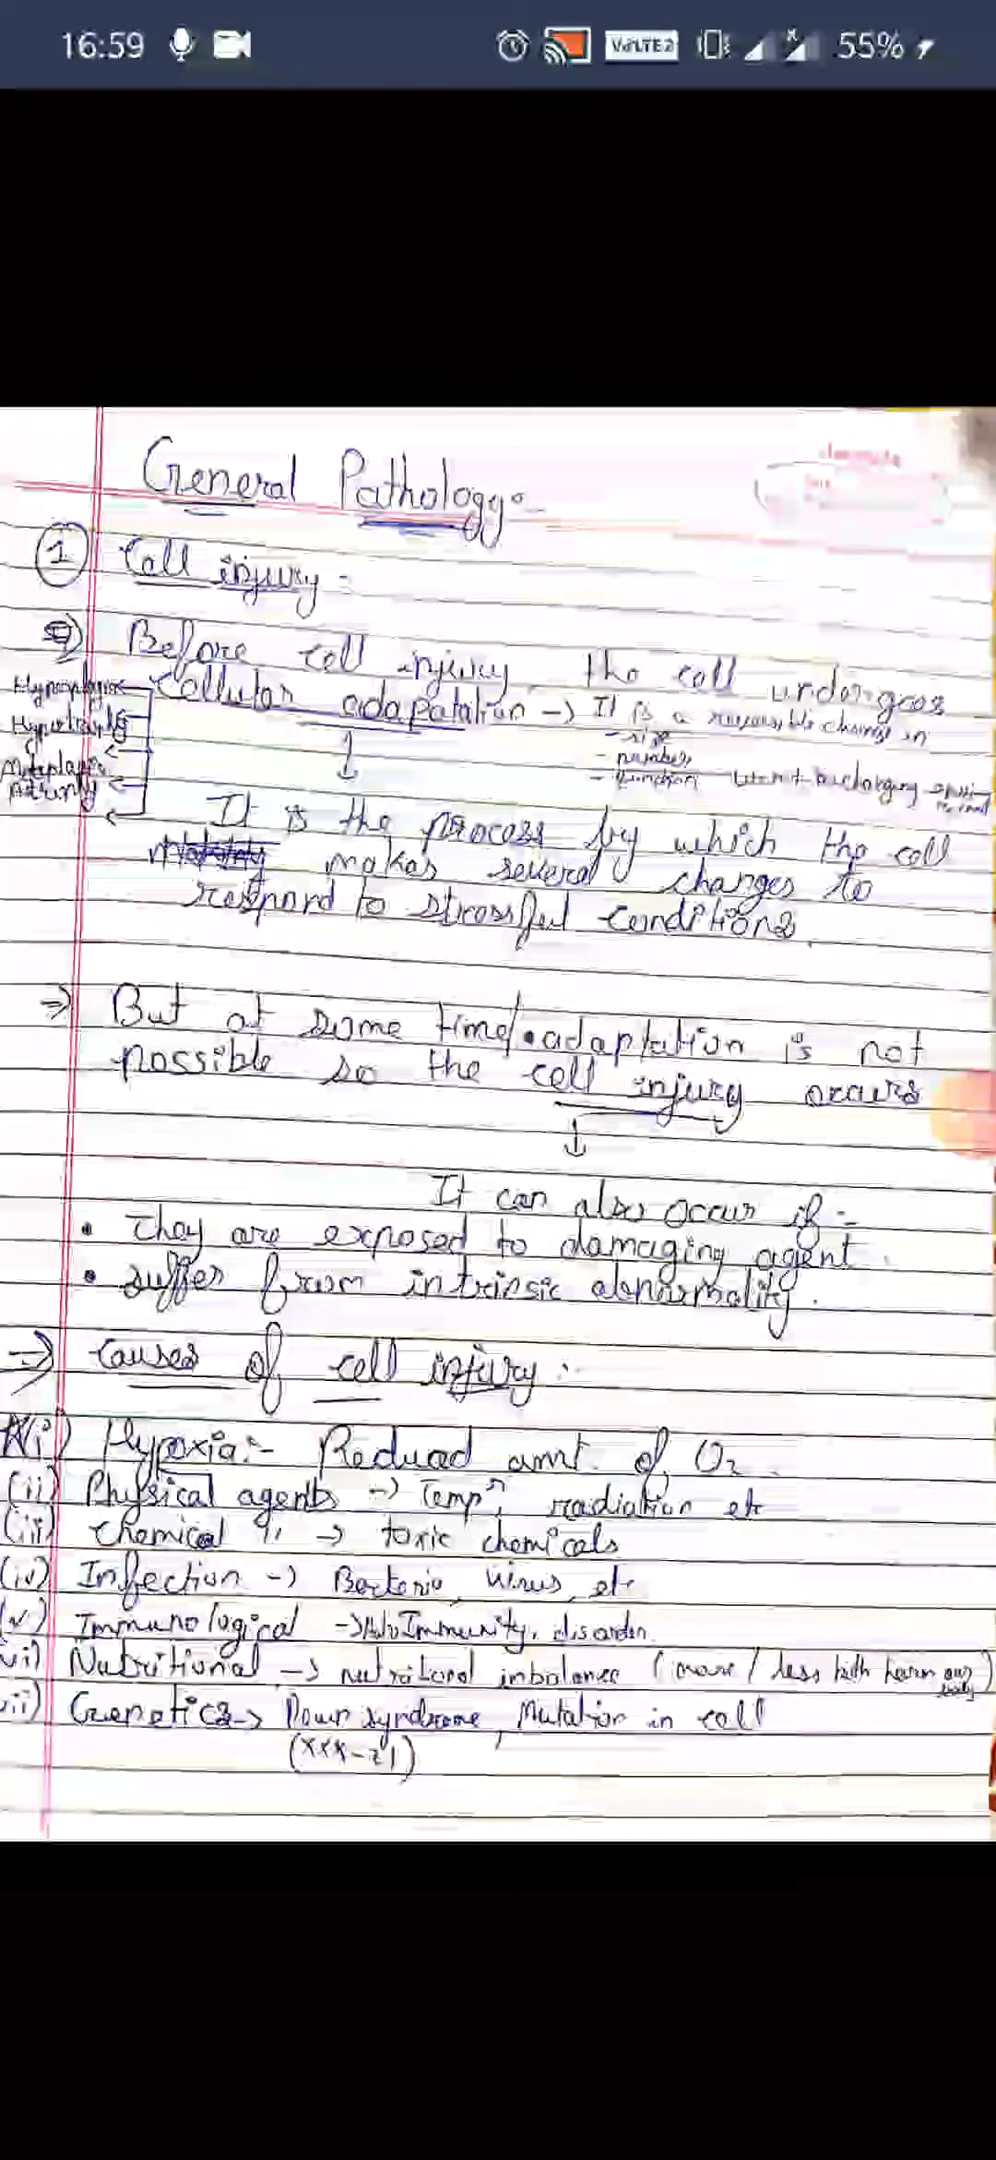 16:59
VoLTE 2
55%
General Pathology:-
1 Cell injury :-
Before cell injury the cell undergoes
Cellular adapatation -> It is a reversible changes in
- size
- number
- function
Hypertrophy
Metaplasia
Atrophy
It is the process by which the cell
makes several changes to
respond to stressful conditions.
=> But at some time/ adaptation is not
possible so the cell injury occurs
It can also occur if :-
• They are exposed to damaging agent.
• suffer from intrinsic abnormality.
=> Causes of cell injury :-
(i) Hypoxia:- Reduced amt. of O2.
(ii) Physical agents -> Tempr, radiation etc
(iii) Chemical " -> toxic chemicals
(iv) Infection -> Bacteria, Virus, etc
(v) Immunological -> Immunity, disorder.
vi) Nutritional -> nutritional imbalance (more / less both harm our body)
vii) Genetics -> Down syndrome, Mutation in cell
(xxx-21)